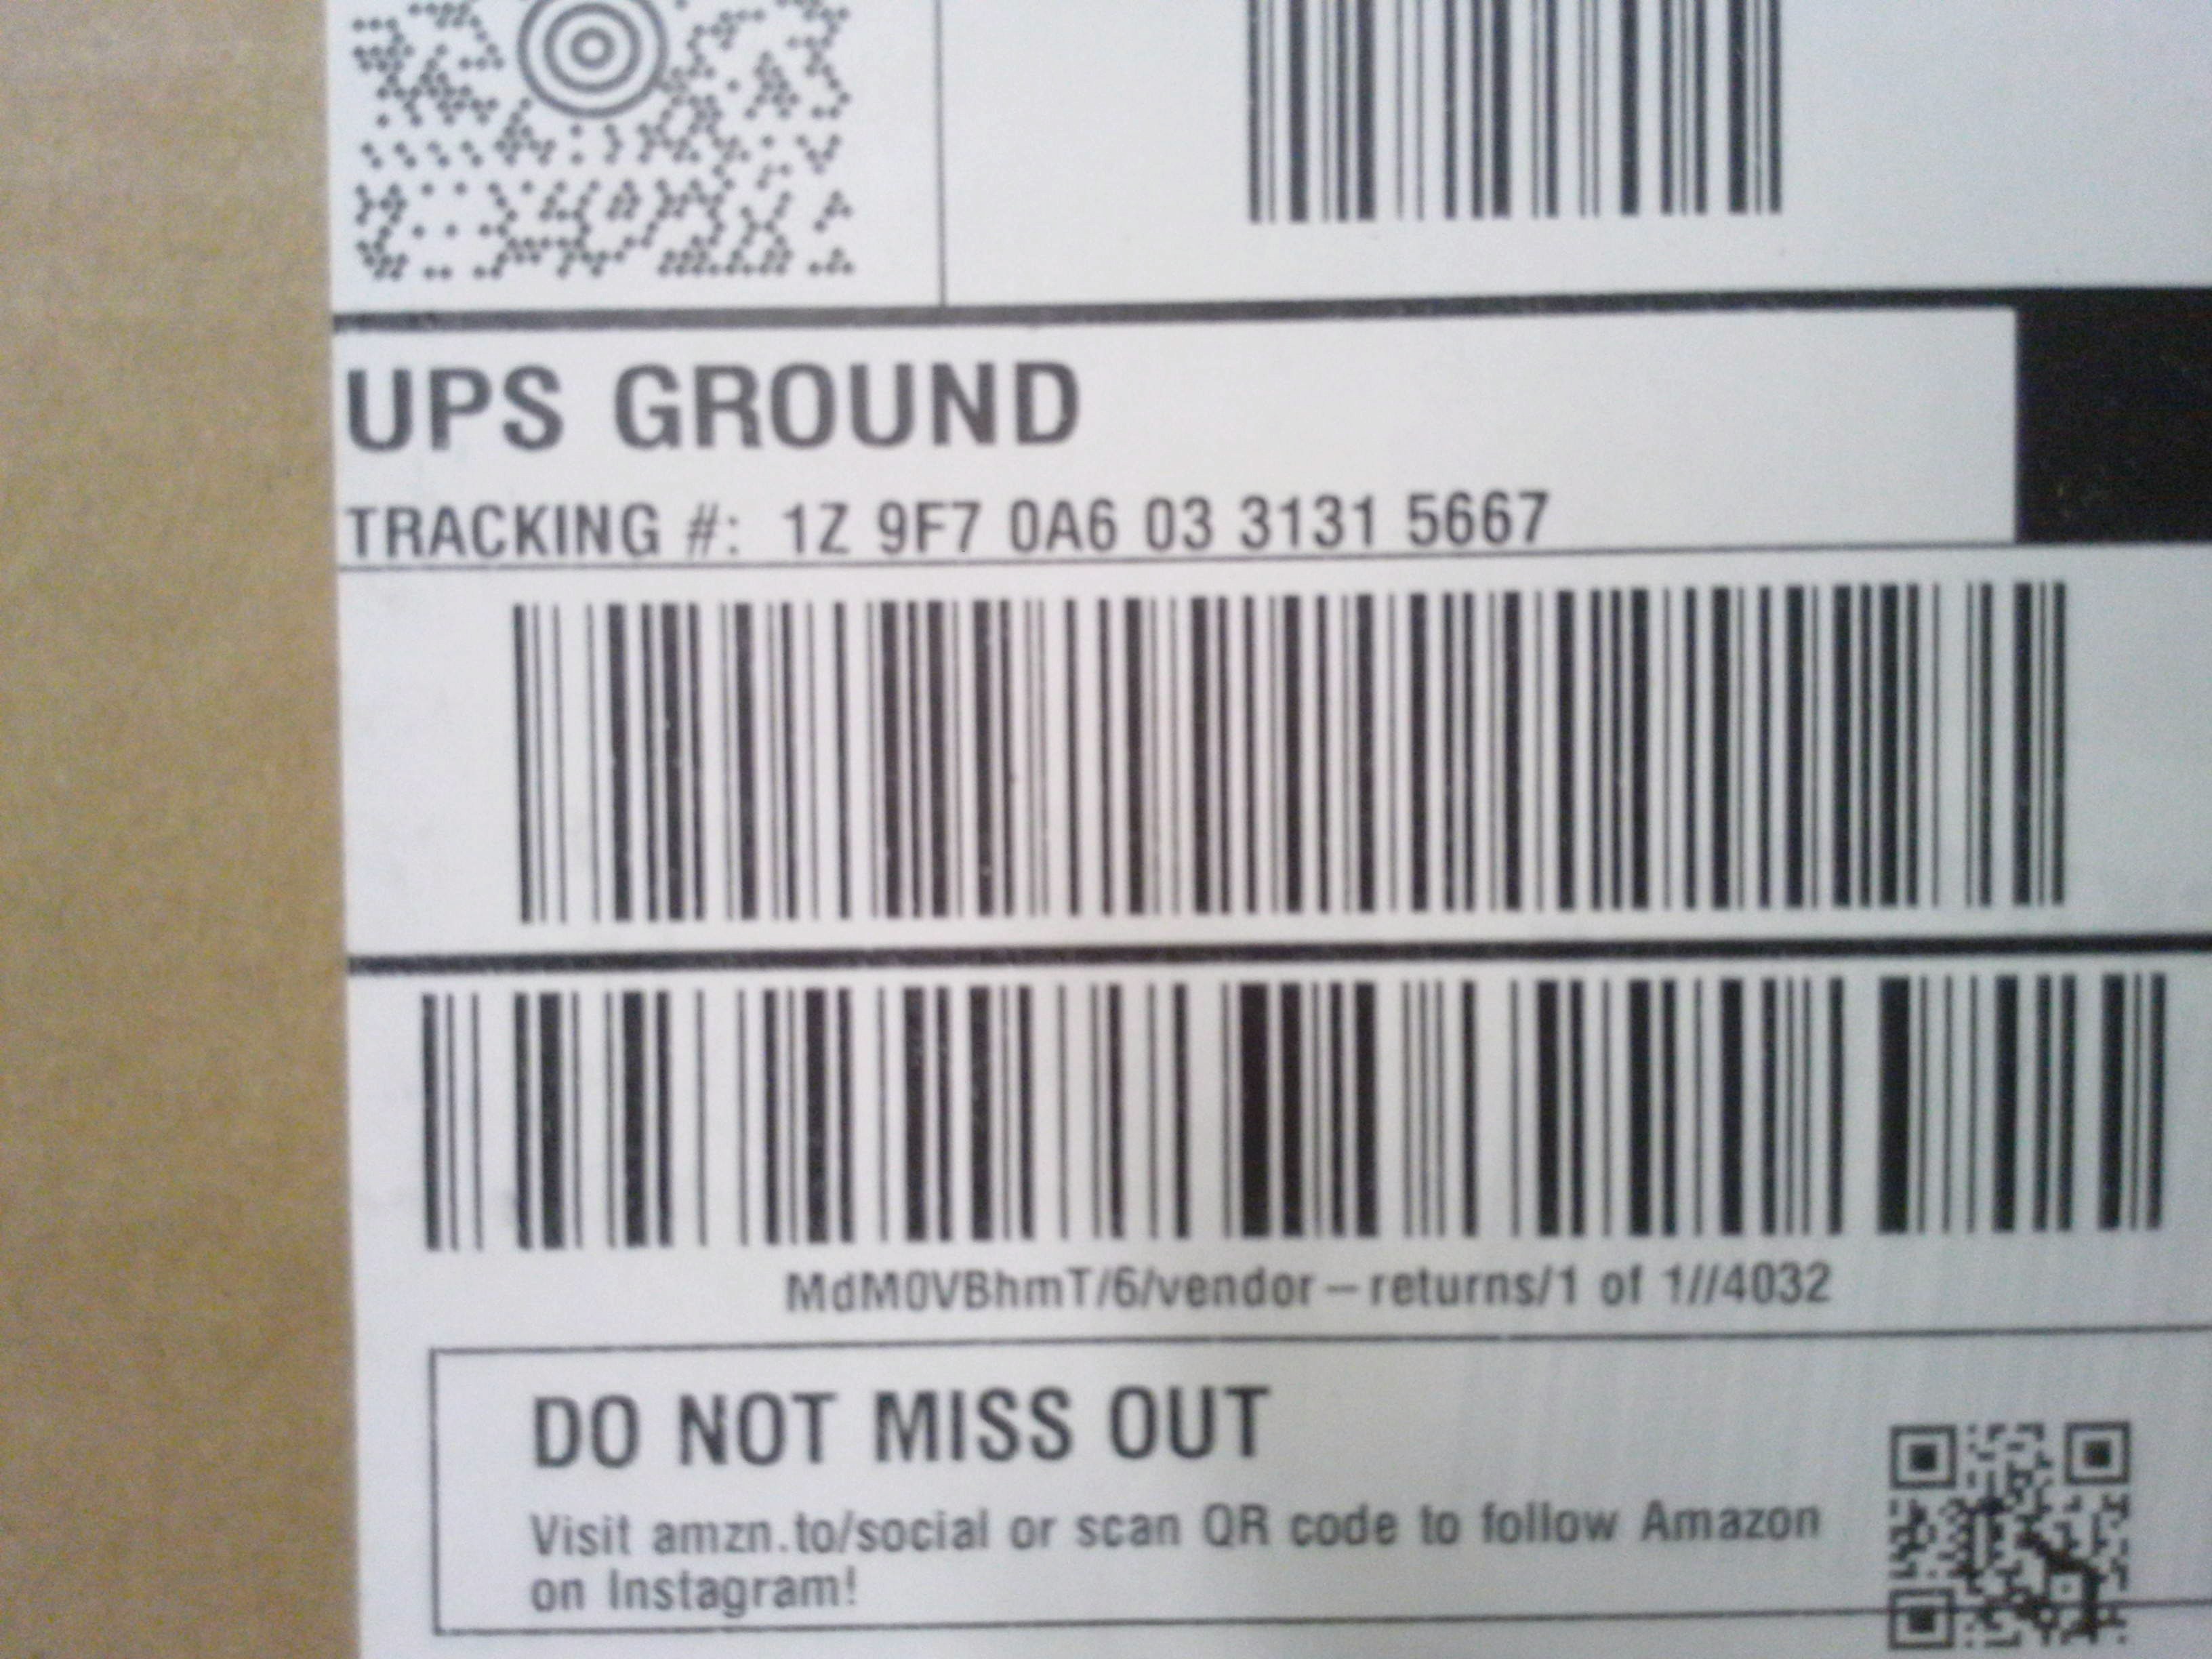 UPS GROUND
TRACKING #: 1Z 9F7 0A6 03 3131 5667
MdM0VBhmT/6/vendor-returns/1 of 1//4032
DO NOT MISS OUT
Visit amzn.to/social or scan QR code to follow Amazon
on Instagram!